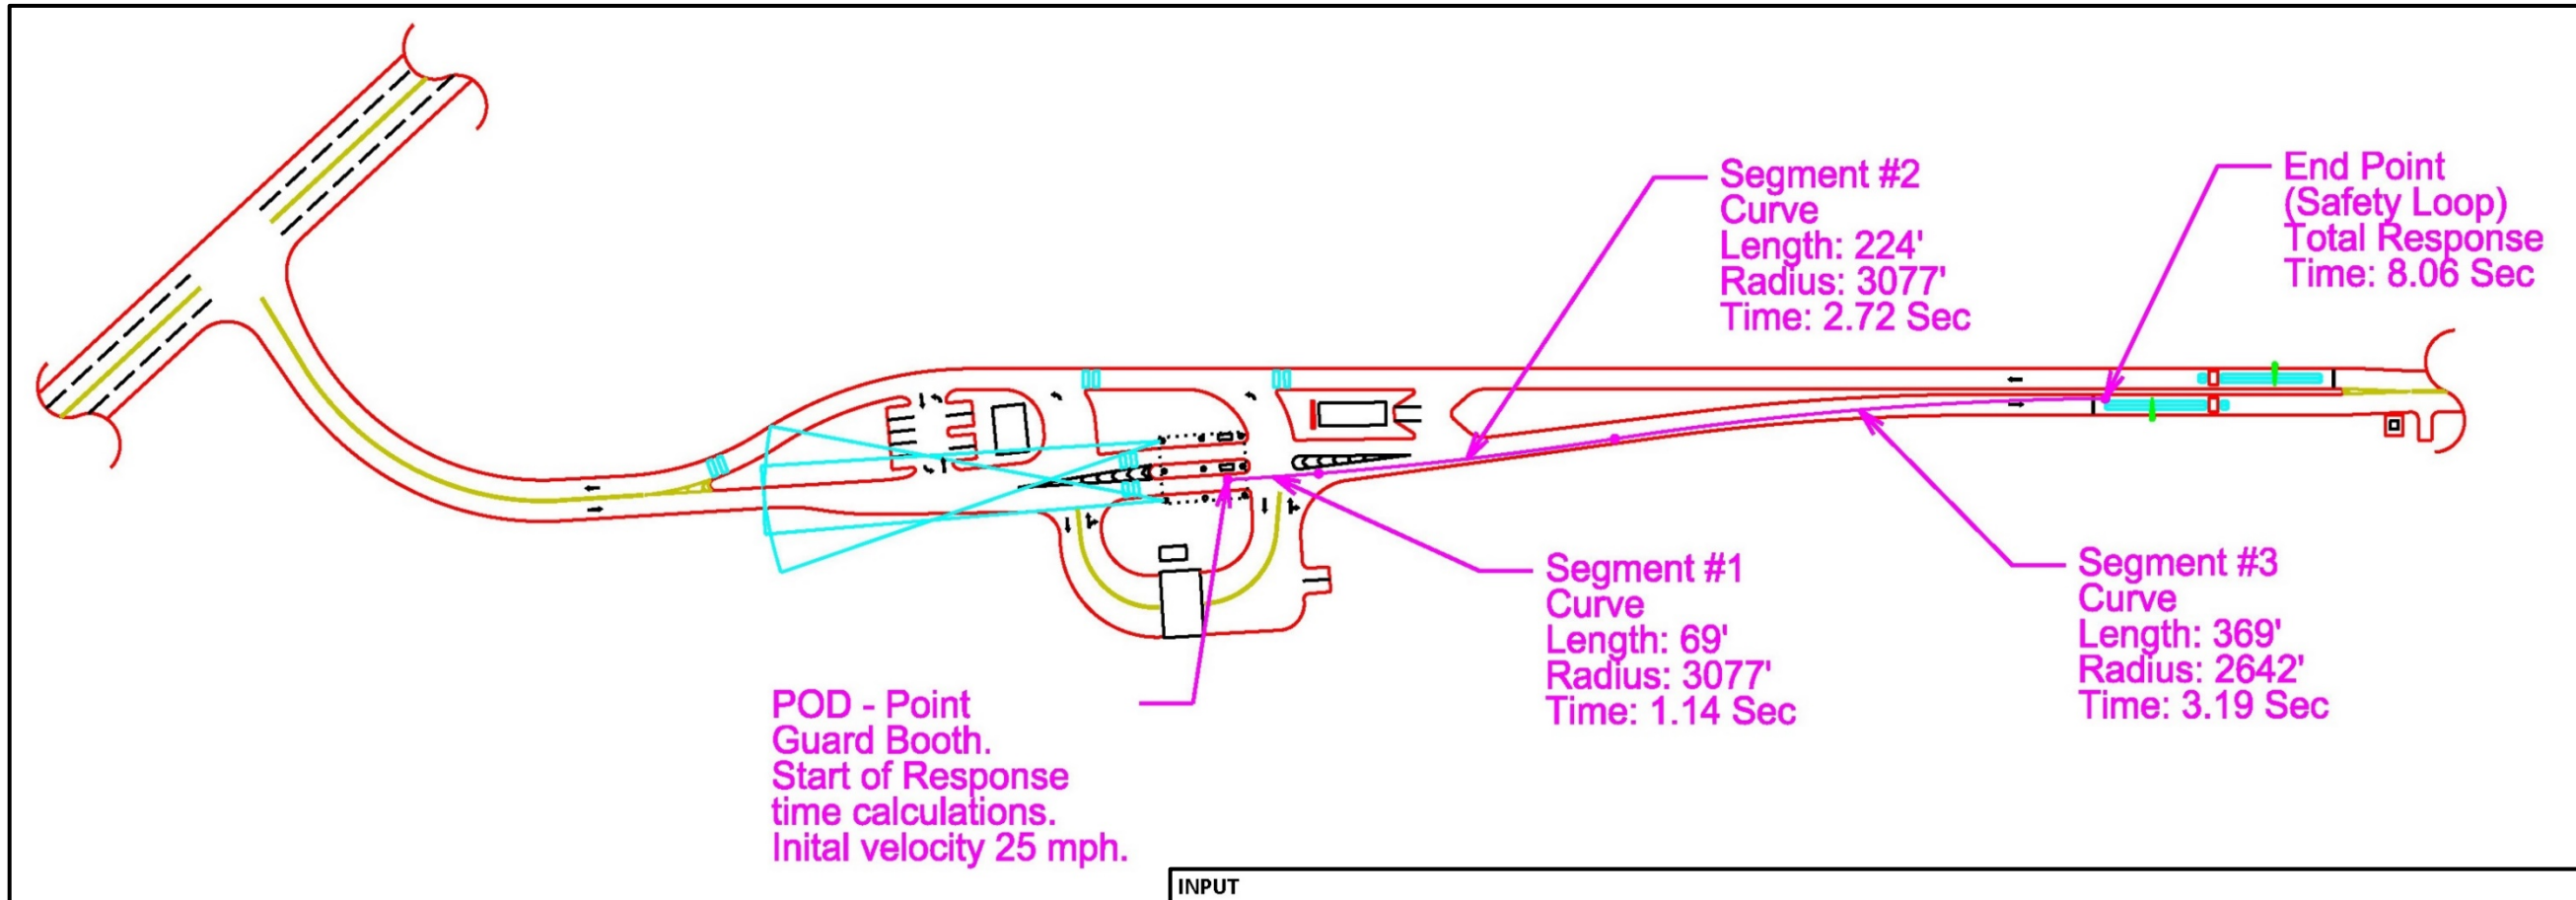 Segment #2
Curve
Length: 224'
Radius: 3077'
Time: 2.72 Sec
End Point
(Safety Loop)
Total Response
Time: 8.06 Sec
Segment #1
Curve
Length: 69'
Radius: 3077'
Time: 1.14 Sec
Segment #3
Curve
Length: 369'
Radius: 2642'
Time: 3.19 Sec
POD - Point
Guard Booth.
Start of Response
time calculations.
Inital velocity 25 mph.
INPUT